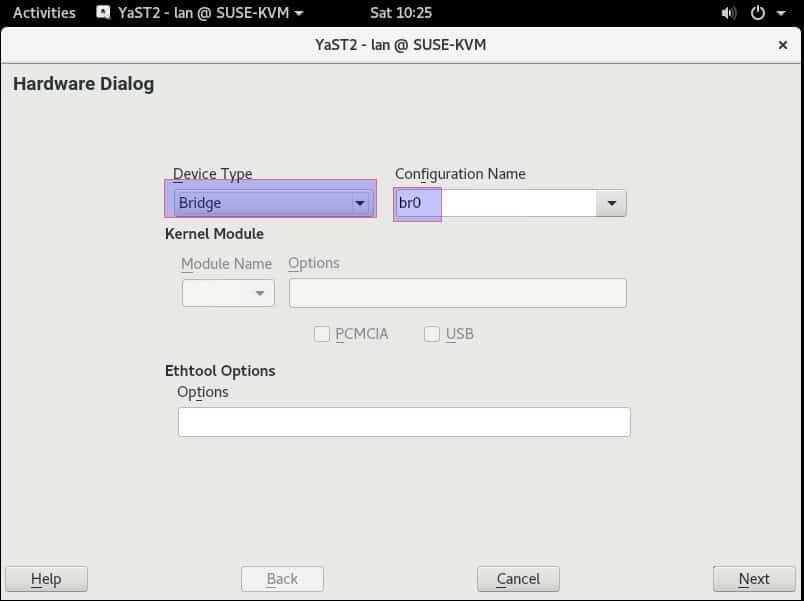 Activities YaST2 - lan @ SUSE-KVM Sat 10:25
YaST2 - lan @ SUSE-KVM ×
Hardware Dialog
Device Type Configuration Name
Bridge br0
Kernel Module
Module Name Options
PCMCIA USB
Ethtool Options
Options
Help Back Cancel Next